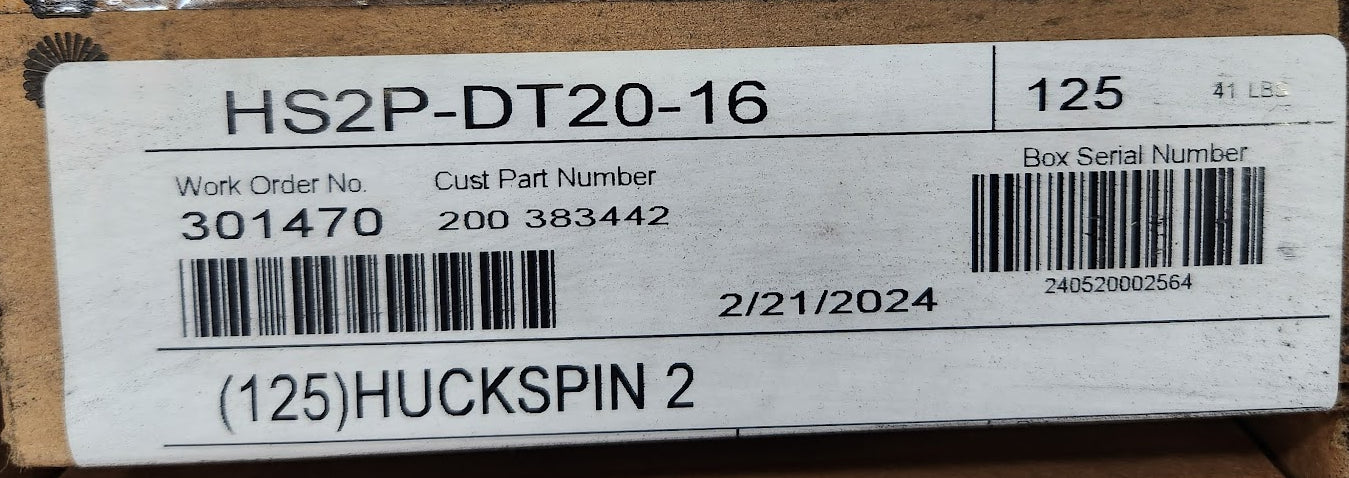 HS2P-DT20-16
125 41 LBS
Box Serial Number
Work Order No. Cust Part Number
301470 200 383442
240520002564
2/21/2024
(125)HUCKSPIN 2